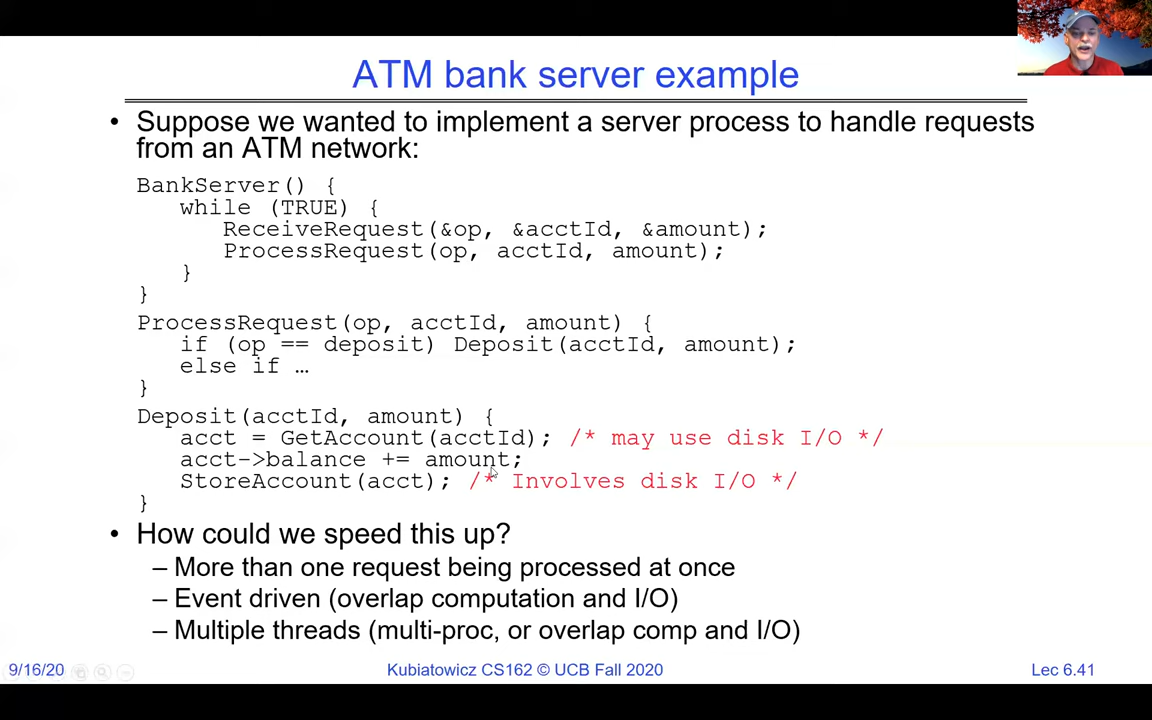 ATM bank server example
• Suppose we wanted to implement a server process to handle requests
from an ATM network:
BankServer() {
while (TRUE) {
ReceiveRequest(&op, &acctId, &amount);
ProcessRequest(op, acctId, amount);
}
}
ProcessRequest(op, acctId, amount) {
if (op == deposit) Deposit(acctId, amount);
else if …
}
Deposit(acctId, amount) {
acct = GetAccount(acctId); /* may use disk I/O */
acct->balance += amount;
StoreAccount(acct); /* Involves disk I/O */
}
• How could we speed this up?
– More than one request being processed at once
– Event driven (overlap computation and I/O)
– Multiple threads (multi-proc, or overlap comp and I/O)
9/16/20
Kubiatowicz CS162 © UCB Fall 2020
Lec 6.41